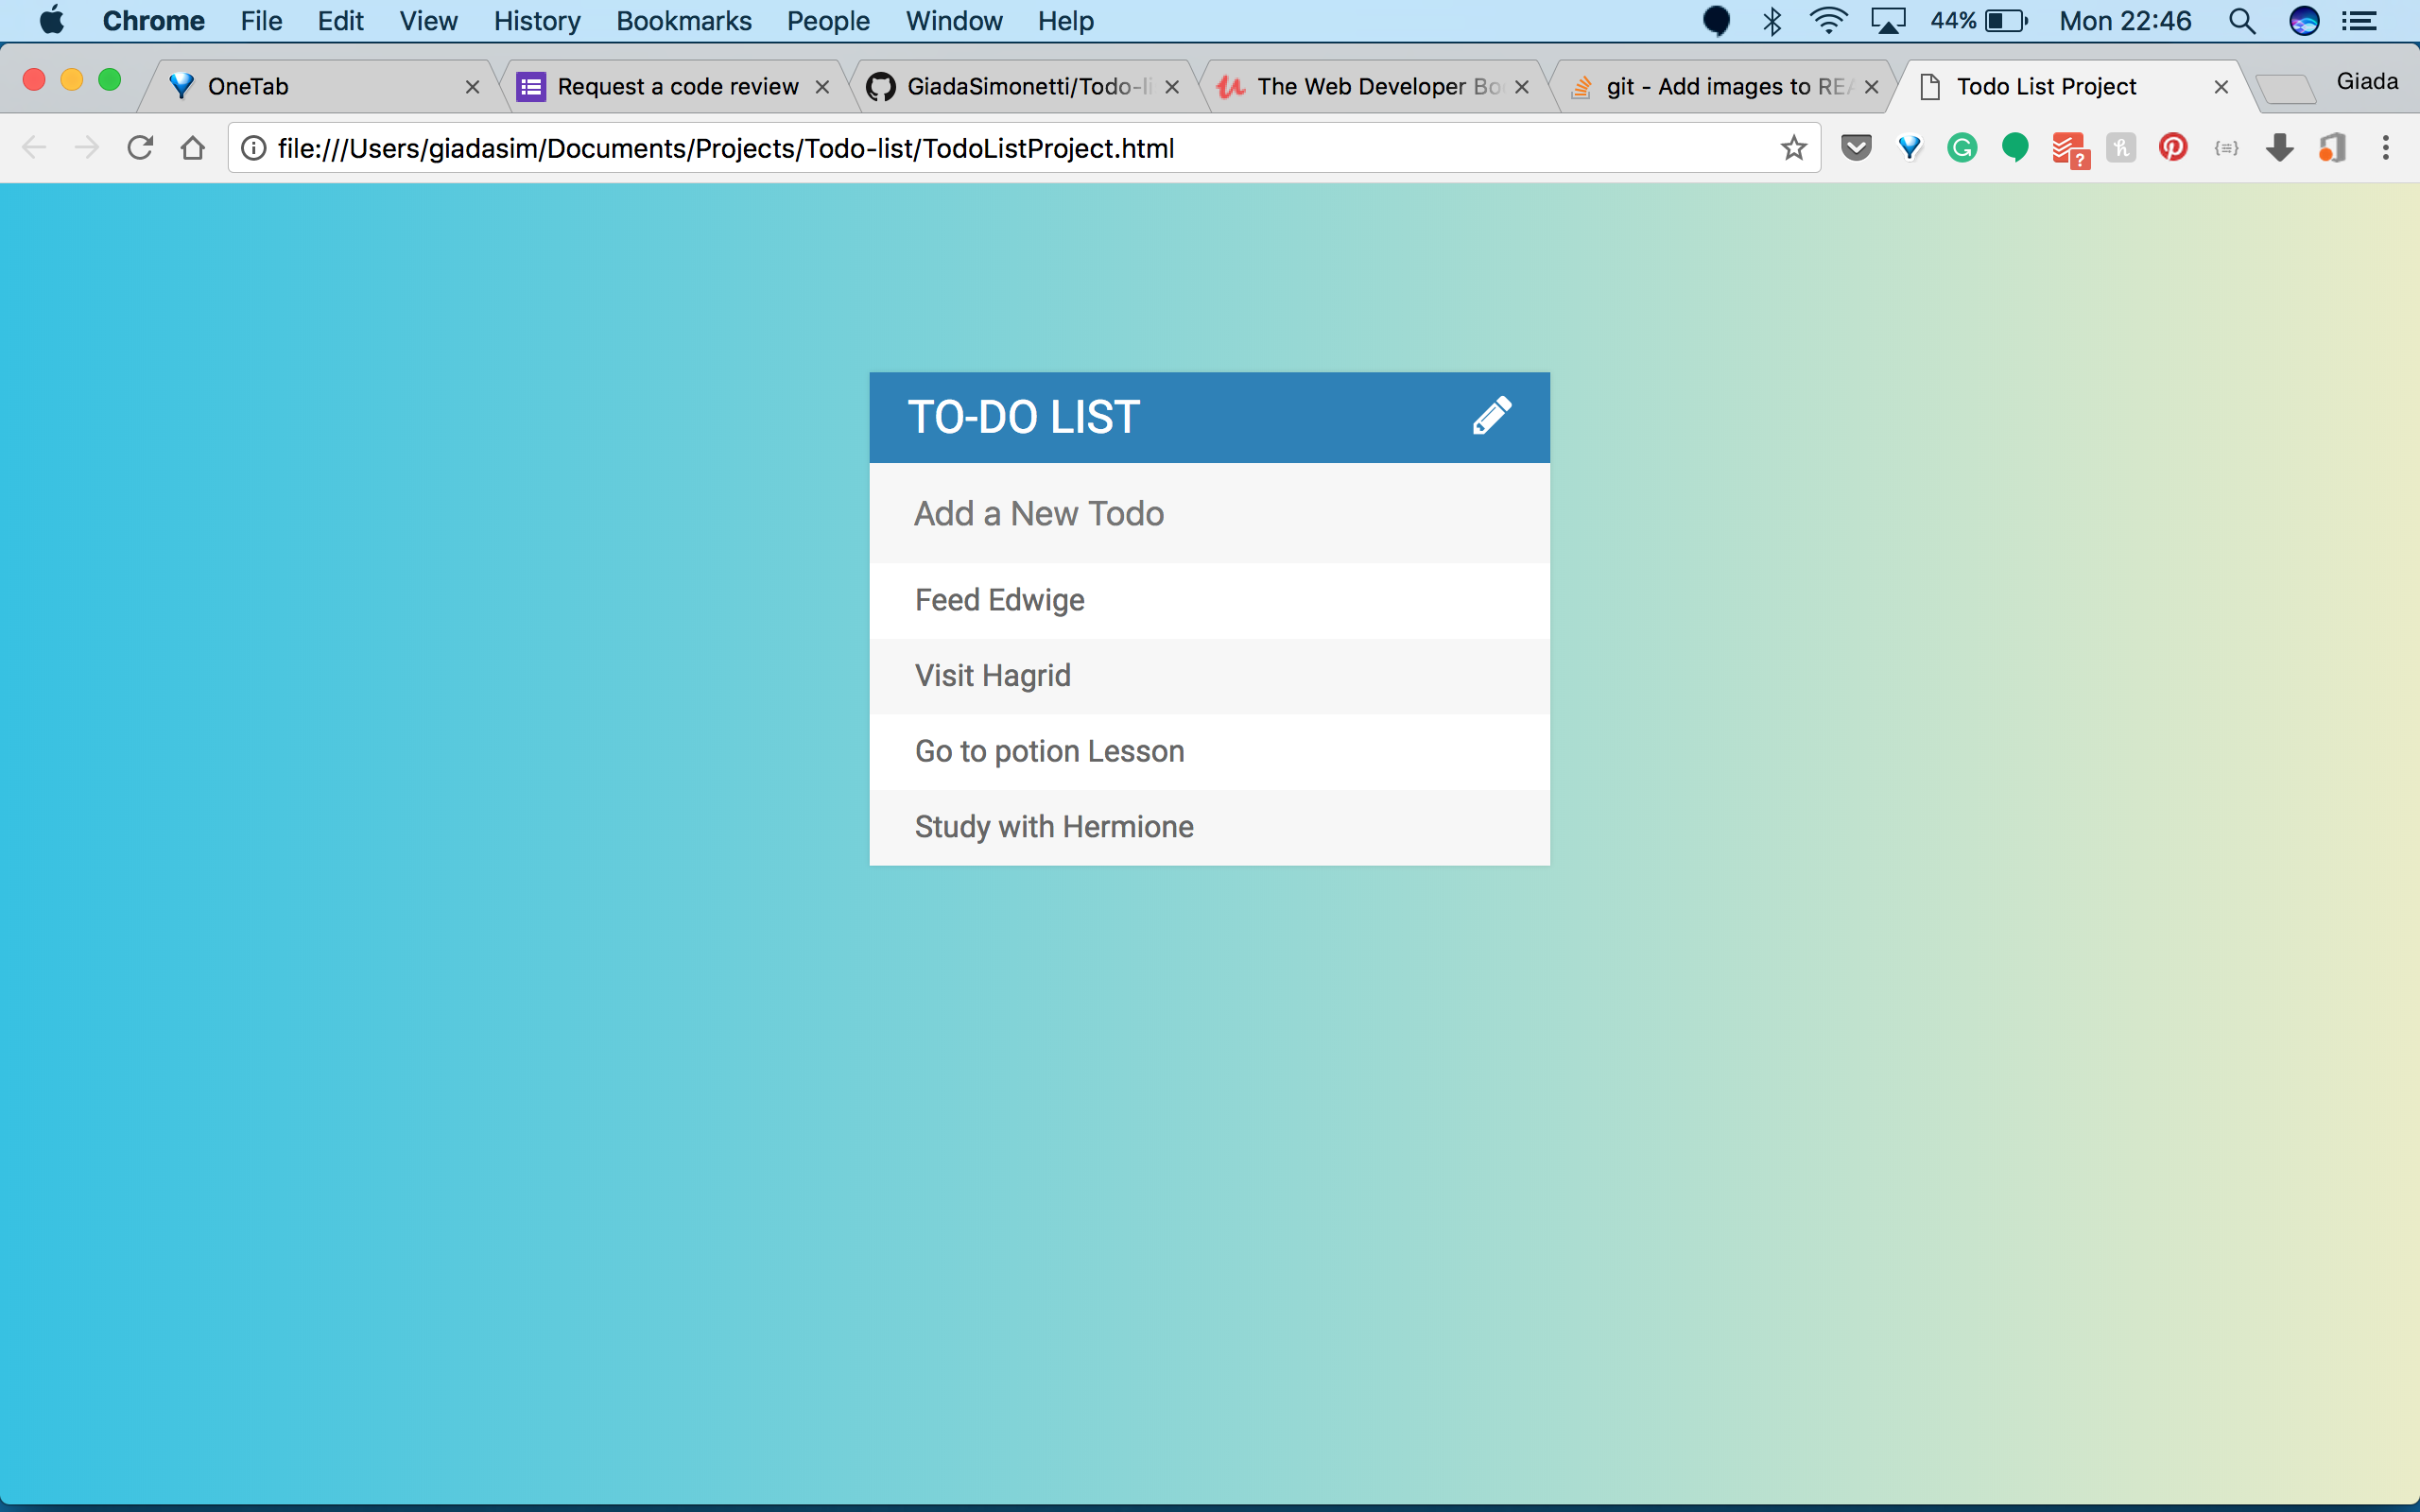 Chrome File Edit View History Bookmarks People Window Help 44% Mon 22:46
OneTab Request a code review GiadaSimonetti/Todo-li The Web Developer Bo git - Add images to REA Todo List Project Giada
file:///Users/giadasim/Documents/Projects/Todo-list/TodoListProject.html
TO-DO LIST
Add a New Todo
Feed Edwige
Visit Hagrid
Go to potion Lesson
Study with Hermione